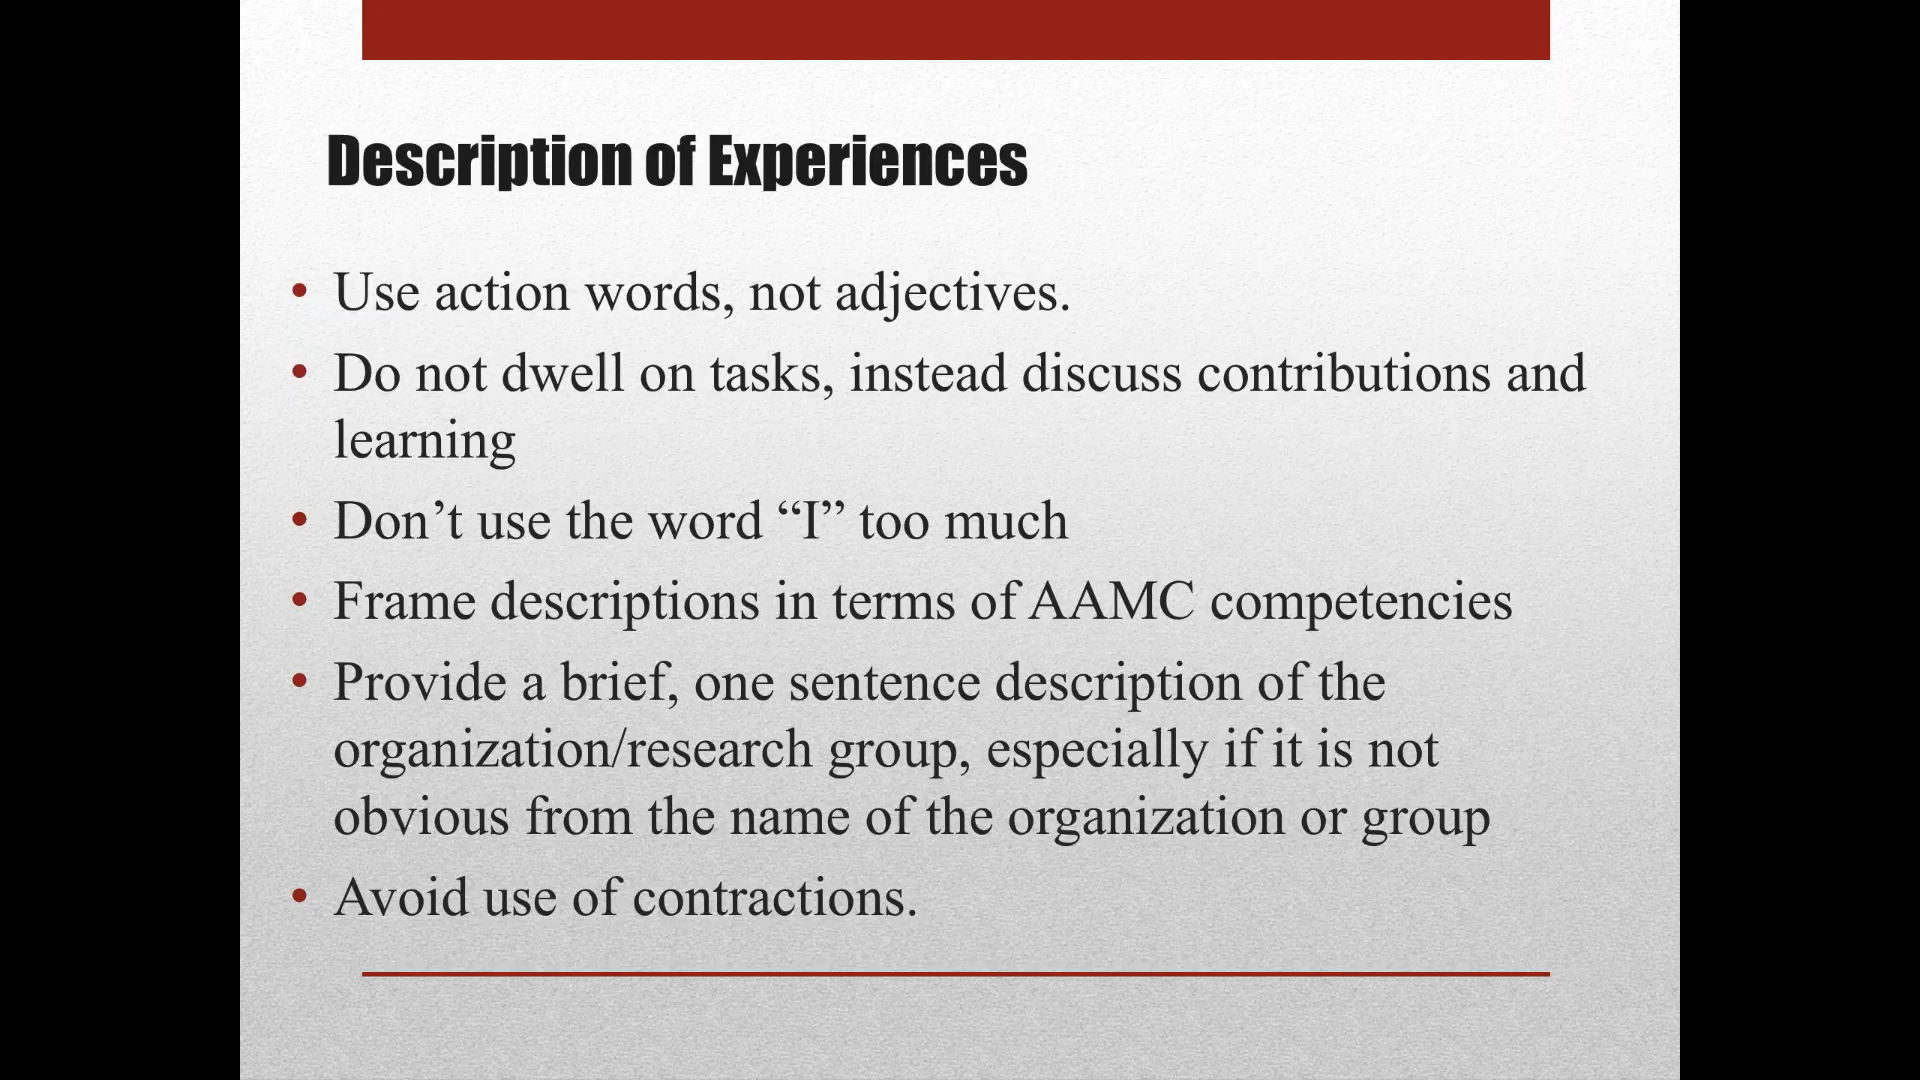 Description of Experiences
• Use action words, not adjectives.
• Do not dwell on tasks, instead discuss contributions and
learning
• Don’t use the word “I” too much
• Frame descriptions in terms of AAMC competencies
• Provide a brief, one sentence description of the
organization/research group, especially if it is not
obvious from the name of the organization or group
• Avoid use of contractions.